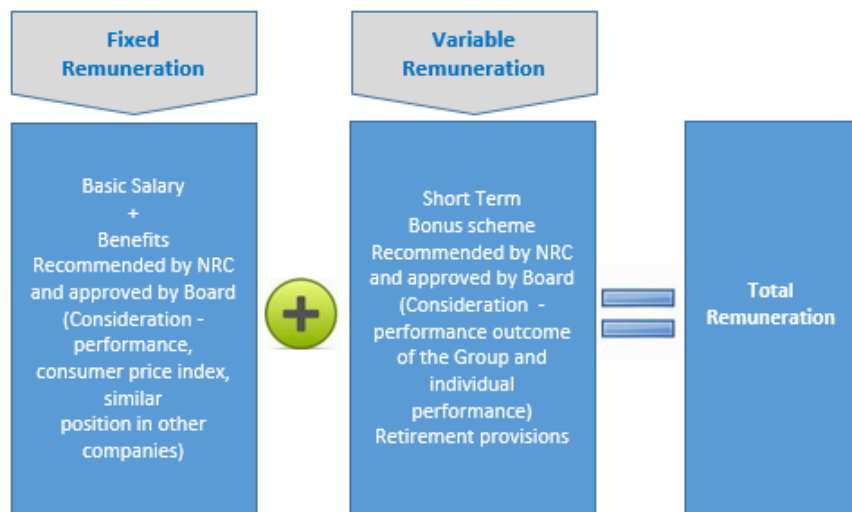 Fixed
Remuneration
Variable
Remuneration
Basic Salary
+
Benefits
Recommended by NRC
and approved by Board
(Consideration -
performance,
consumer price index,
similar
position in other
companies)
Short Term
Bonus scheme
Recommended by NRC
and approved by Board
(Consideration -
performance outcome
of the Group and
individual
performance)
Retirement provisions
Total
Remuneration